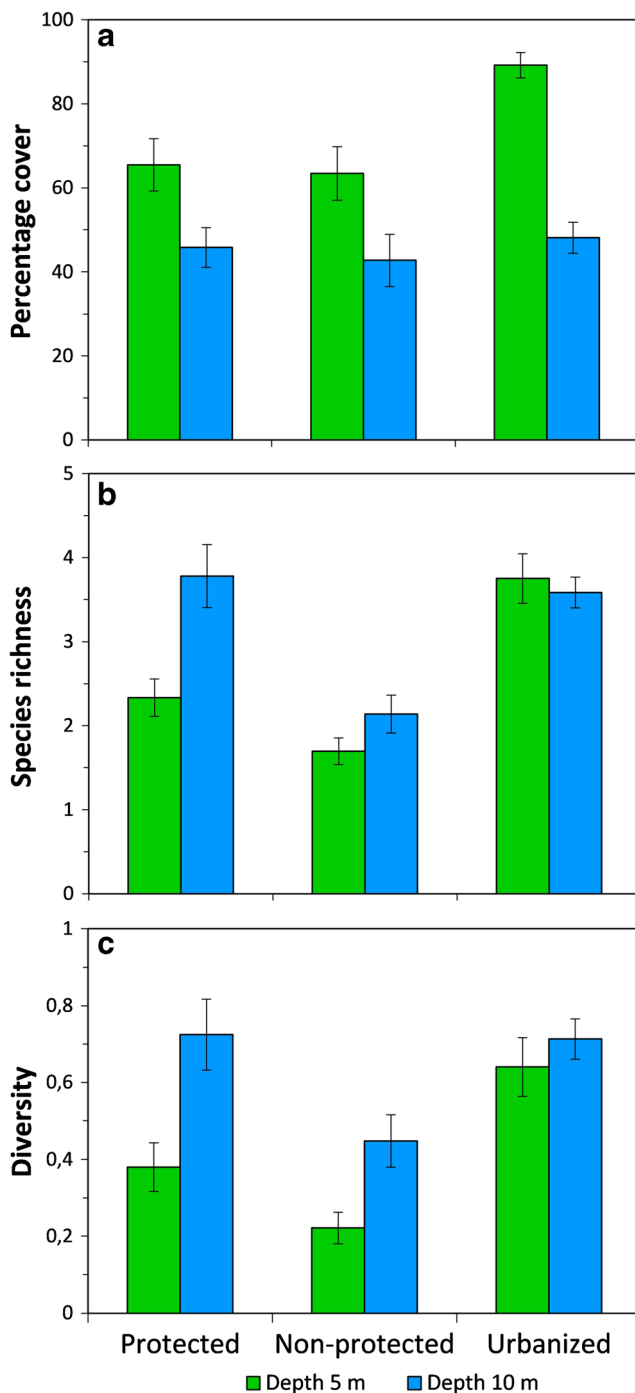 a
Percentage cover
100
80
60
40
20
0
b
Species richness
5
4
3
2
1
0
c
Diversity
1
0,8
0,6
0,4
0,2
0
Protected Non-protected Urbanized
Depth 5 m Depth 10 m